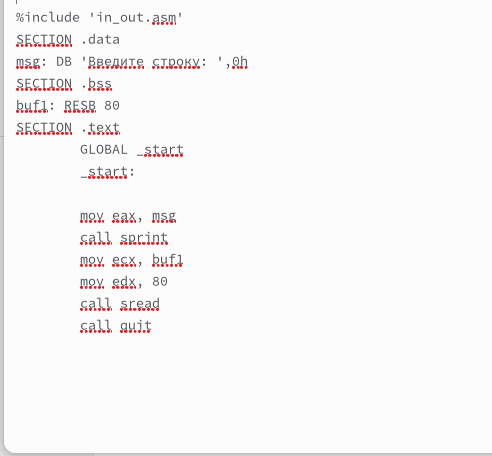 %include 'in_out.asm'
SECTION .data
msg: DB 'Введите строку: ',0h
SECTION .bss
buf1: RESB 80
SECTION .text
GLOBAL _start
_start:
mov eax, msg
call sprint
mov ecx, buf1
mov edx, 80
call sread
call quit